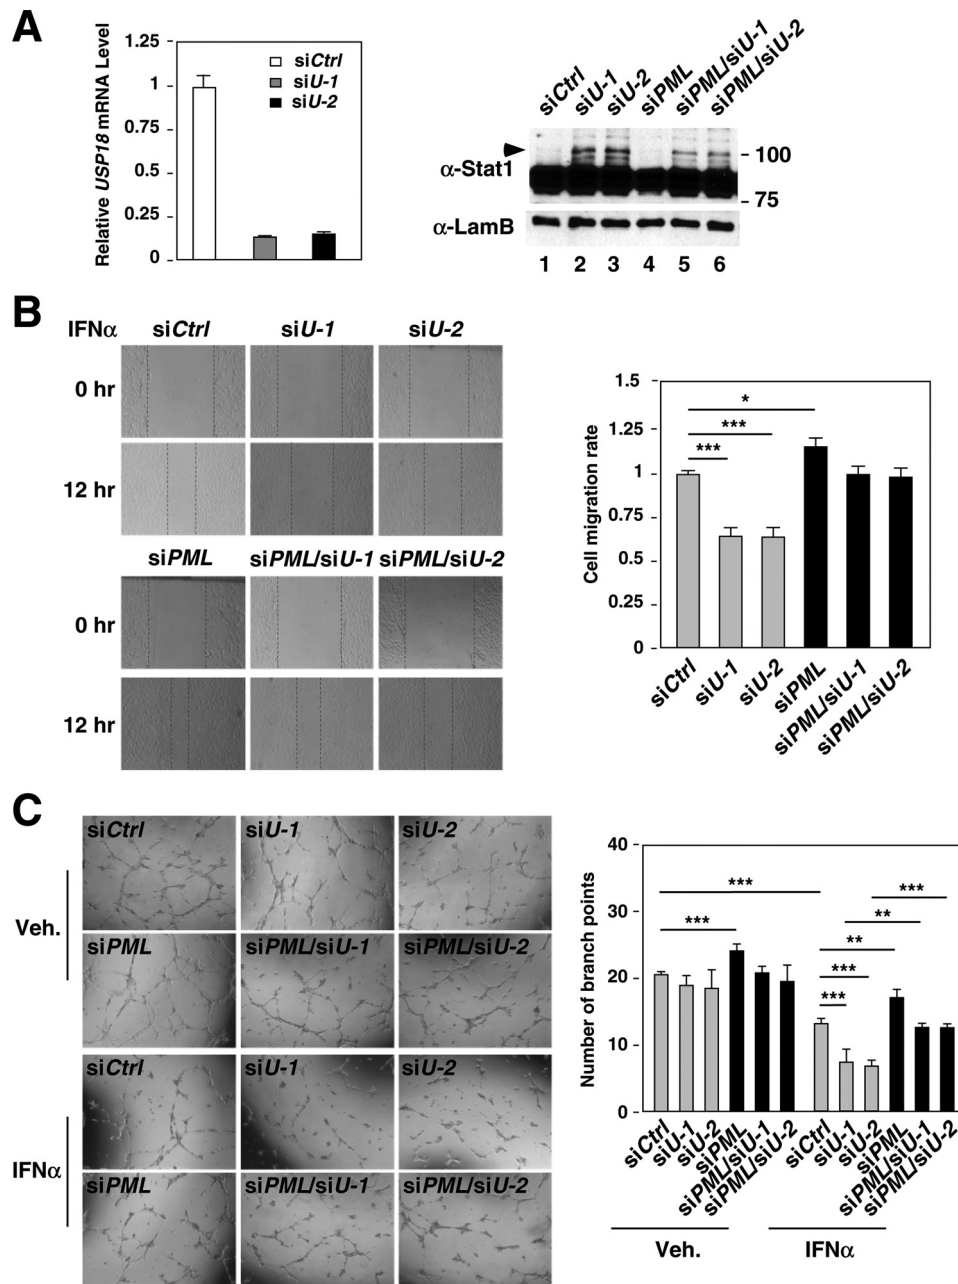 A
Relative USP18 mRNA Level
1.25
1
0.75
0.5
0.25
0
siCtrl
siU-1
siU-2
siCtrl
siU-1
siU-2
siPML
siPML/siU-1
siPML/siU-2
α-Stat1
100
75
α-LamB
1 2 3 4 5 6
B
IFNα siCtrl siU-1 siU-2
0 hr
12 hr
siPML siPML/siU-1 siPML/siU-2
0 hr
12 hr
Cell migration rate
1.5
1.25
1
0.75
0.5
0.25
0
*
***
***
siCtrl
siU-1
siU-2
siPML
siPML/siU-1
siPML/siU-2
C
Veh.
siCtrl siU-1 siU-2
siPML siPML/siU-1 siPML/siU-2
IFNα
siCtrl siU-1 siU-2
siPML siPML/siU-1 siPML/siU-2
Number of branch points
40
30
20
10
0
*** ***
**
*** **
***
***
siCtrl
siU-1
siU-2
siPML
siPML/siU-1
siPML/siU-2
siCtrl
siU-1
siU-2
siPML
siPML/siU-1
siPML/siU-2
Veh. IFNα